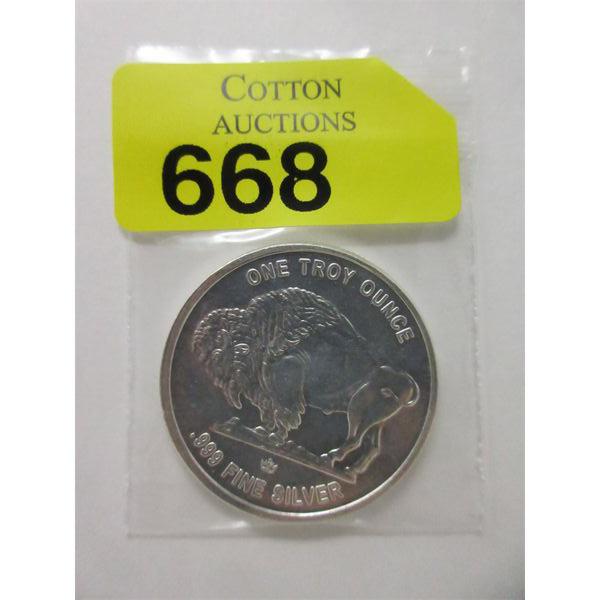 COTTON
AUCTIONS
668
ONE TROY OUNCE
.999 FINE SILVER